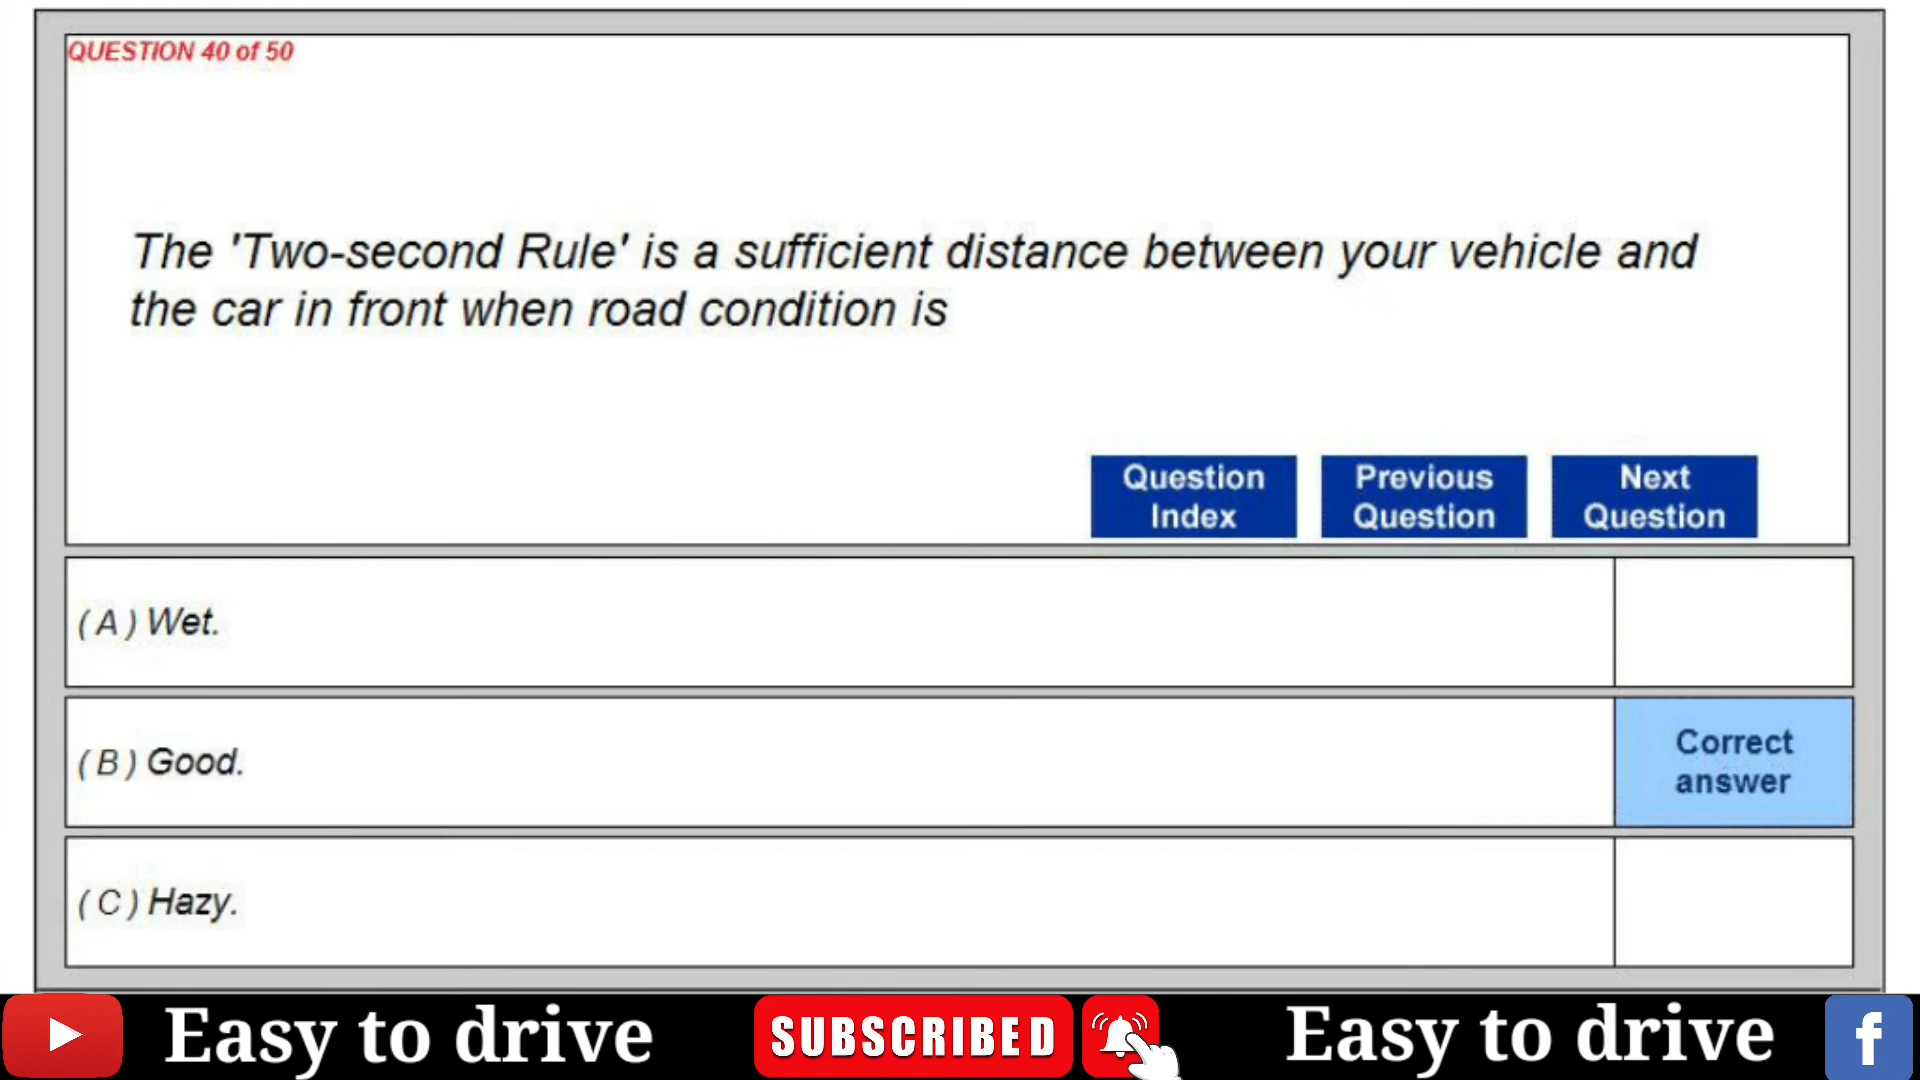 QUESTION 40 of 50
The 'Two-second Rule' is a sufficient distance between your vehicle and
the car in front when road condition is
Question
Index
Previous
Question
Next
Question
( A ) Wet.
( B ) Good.
Correct
answer
( C ) Hazy.
Easy to drive
SUBSCRIBED
Easy to drive
f